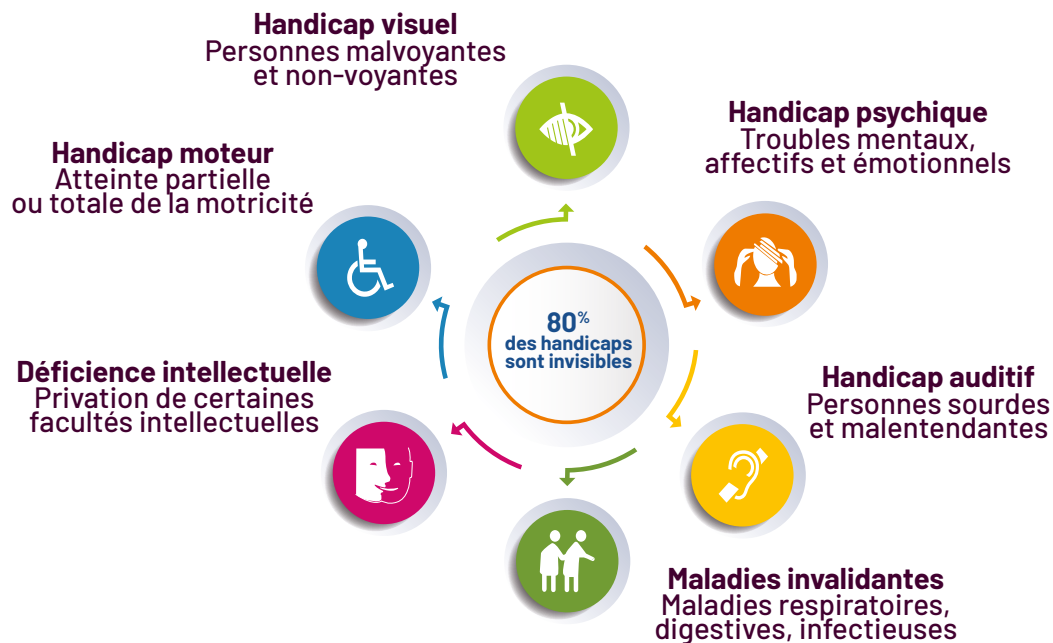 Handicap visuel
Personnes malvoyantes
et non-voyantes
Handicap psychique
Troubles mentaux,
affectifs et émotionnels
Handicap moteur
Atteinte partielle
ou totale de la motricité
80%
des handicaps
sont invisibles
Déficience intellectuelle
Privation de certaines
facultés intellectuelles
Handicap auditif
Personnes sourdes
et malentendantes
Maladies invalidantes
Maladies respiratoires,
digestives, infectieuses